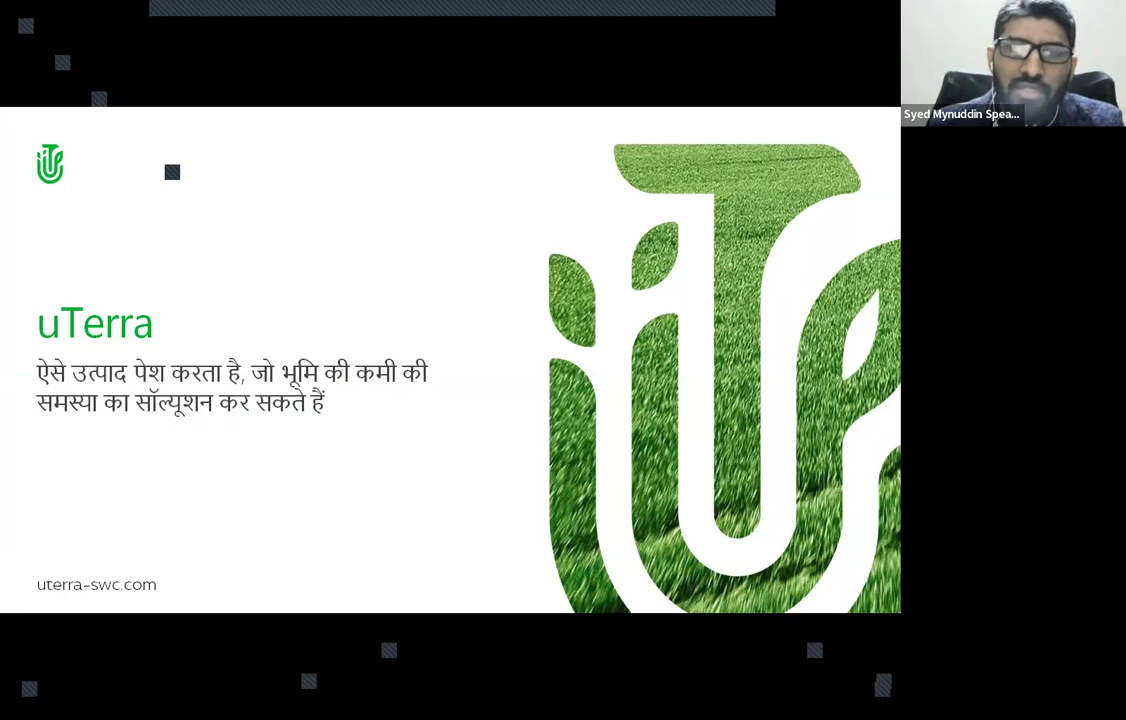 Syed Mynuddin Spea...
uTerra
ऐसे उत्पाद पेश करता है, जो भूमि की कमी की
समस्या का सॉल्यूशन कर सकते हैं
uterra-swc.com